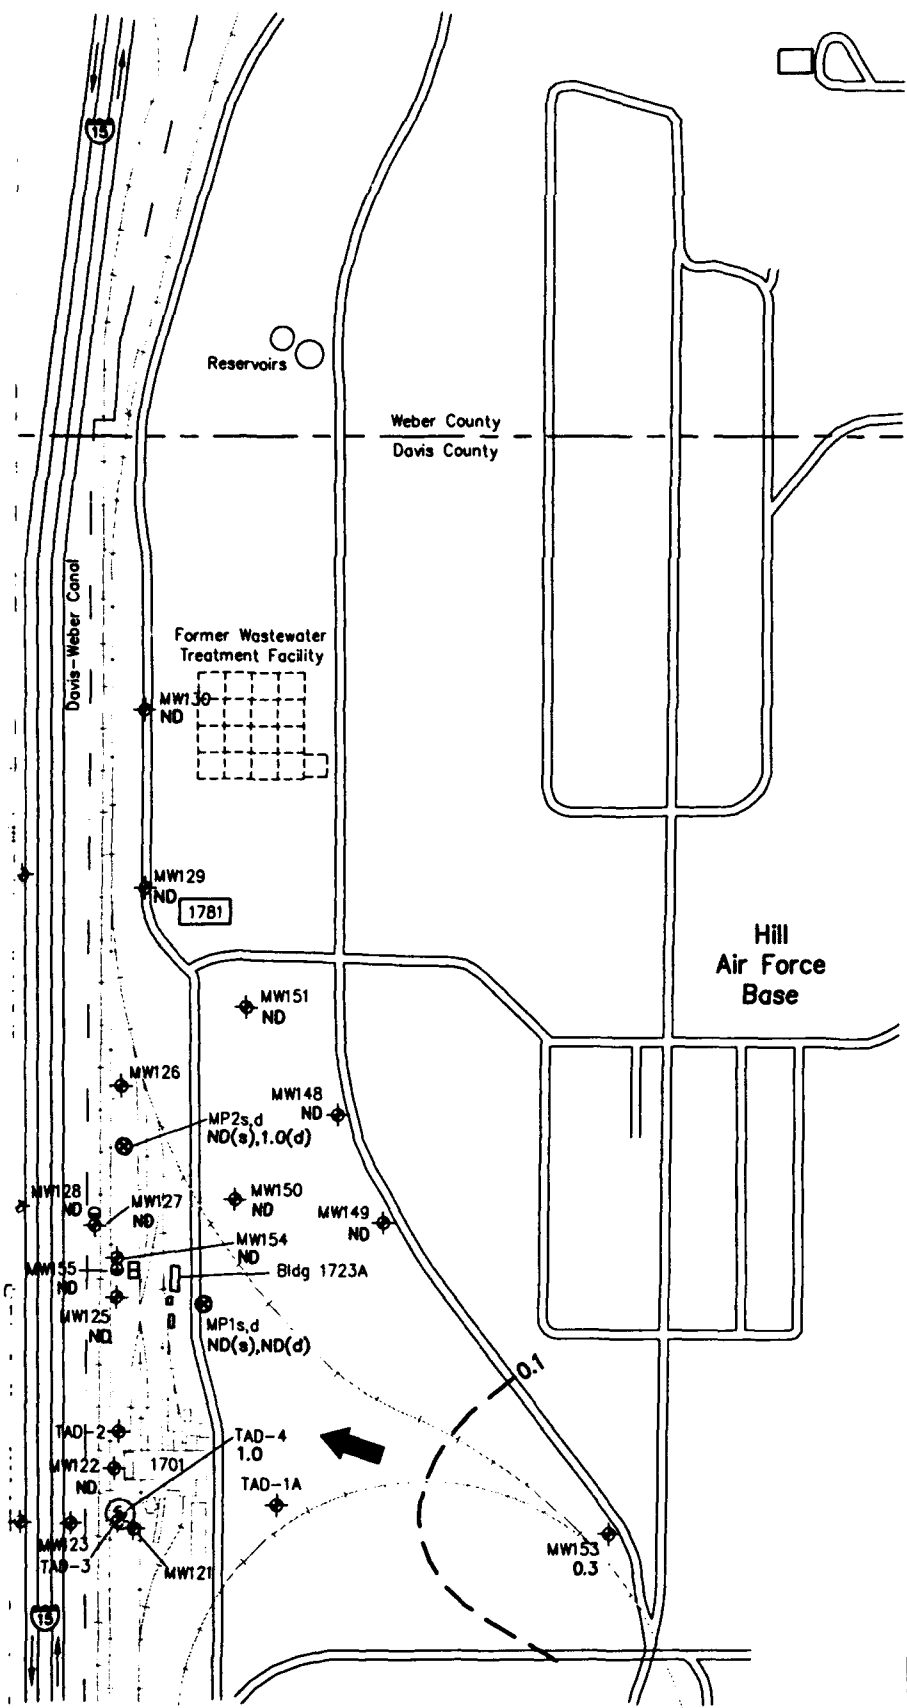 15
Reservoirs
Weber County
Davis County
Davis-Weber Canal
Former Wastewater
Treatment Facility
MW130
ND
MW129
ND
1781
Hill
Air Force
Base
MW151
ND
MW126
MW148
ND
MP2s,d
ND(s),1.0(d)
MW128
ND
MW127
ND
MW150
ND
MW149
ND
MW154
ND
MW155
ND
Bldg 1723A
MW125
ND
MP1s,d
ND(s),ND(d)
0.1
TAD-2
TAD-4
1.0
MW122
ND
1701
TAD-1A
MW123
TAD-3
MW121
MW153
0.3
15